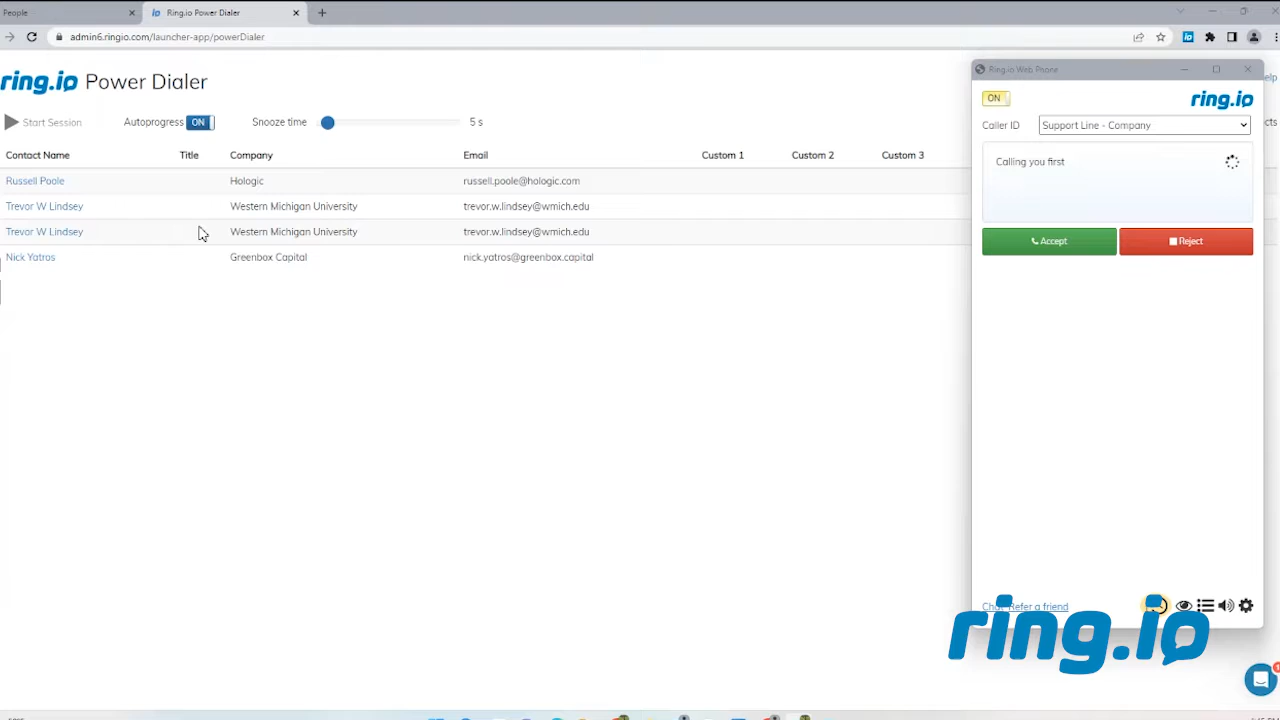 People
Ring.io Power Dialer
admin6.ringio.com/launcher-app/powerDialer
ring.io Power Dialer
Start Session
Autoprogress ON
Snooze time
5 s
Contact Name Title Company Email Custom 1 Custom 2 Custom 3
Russell Poole Hologic russell.poole@hologic.com
Trevor W Lindsey Western Michigan University trevor.w.lindsey@wmich.edu
Trevor W Lindsey Western Michigan University trevor.w.lindsey@wmich.edu
Nick Yatros Greenbox Capital nick.yatros@greenbox.capital
Ring.io Web Phone
ON
ring.io
Caller ID Support Line - Company
Calling you first
Accept Reject
Chat Refer a friend
ring.io